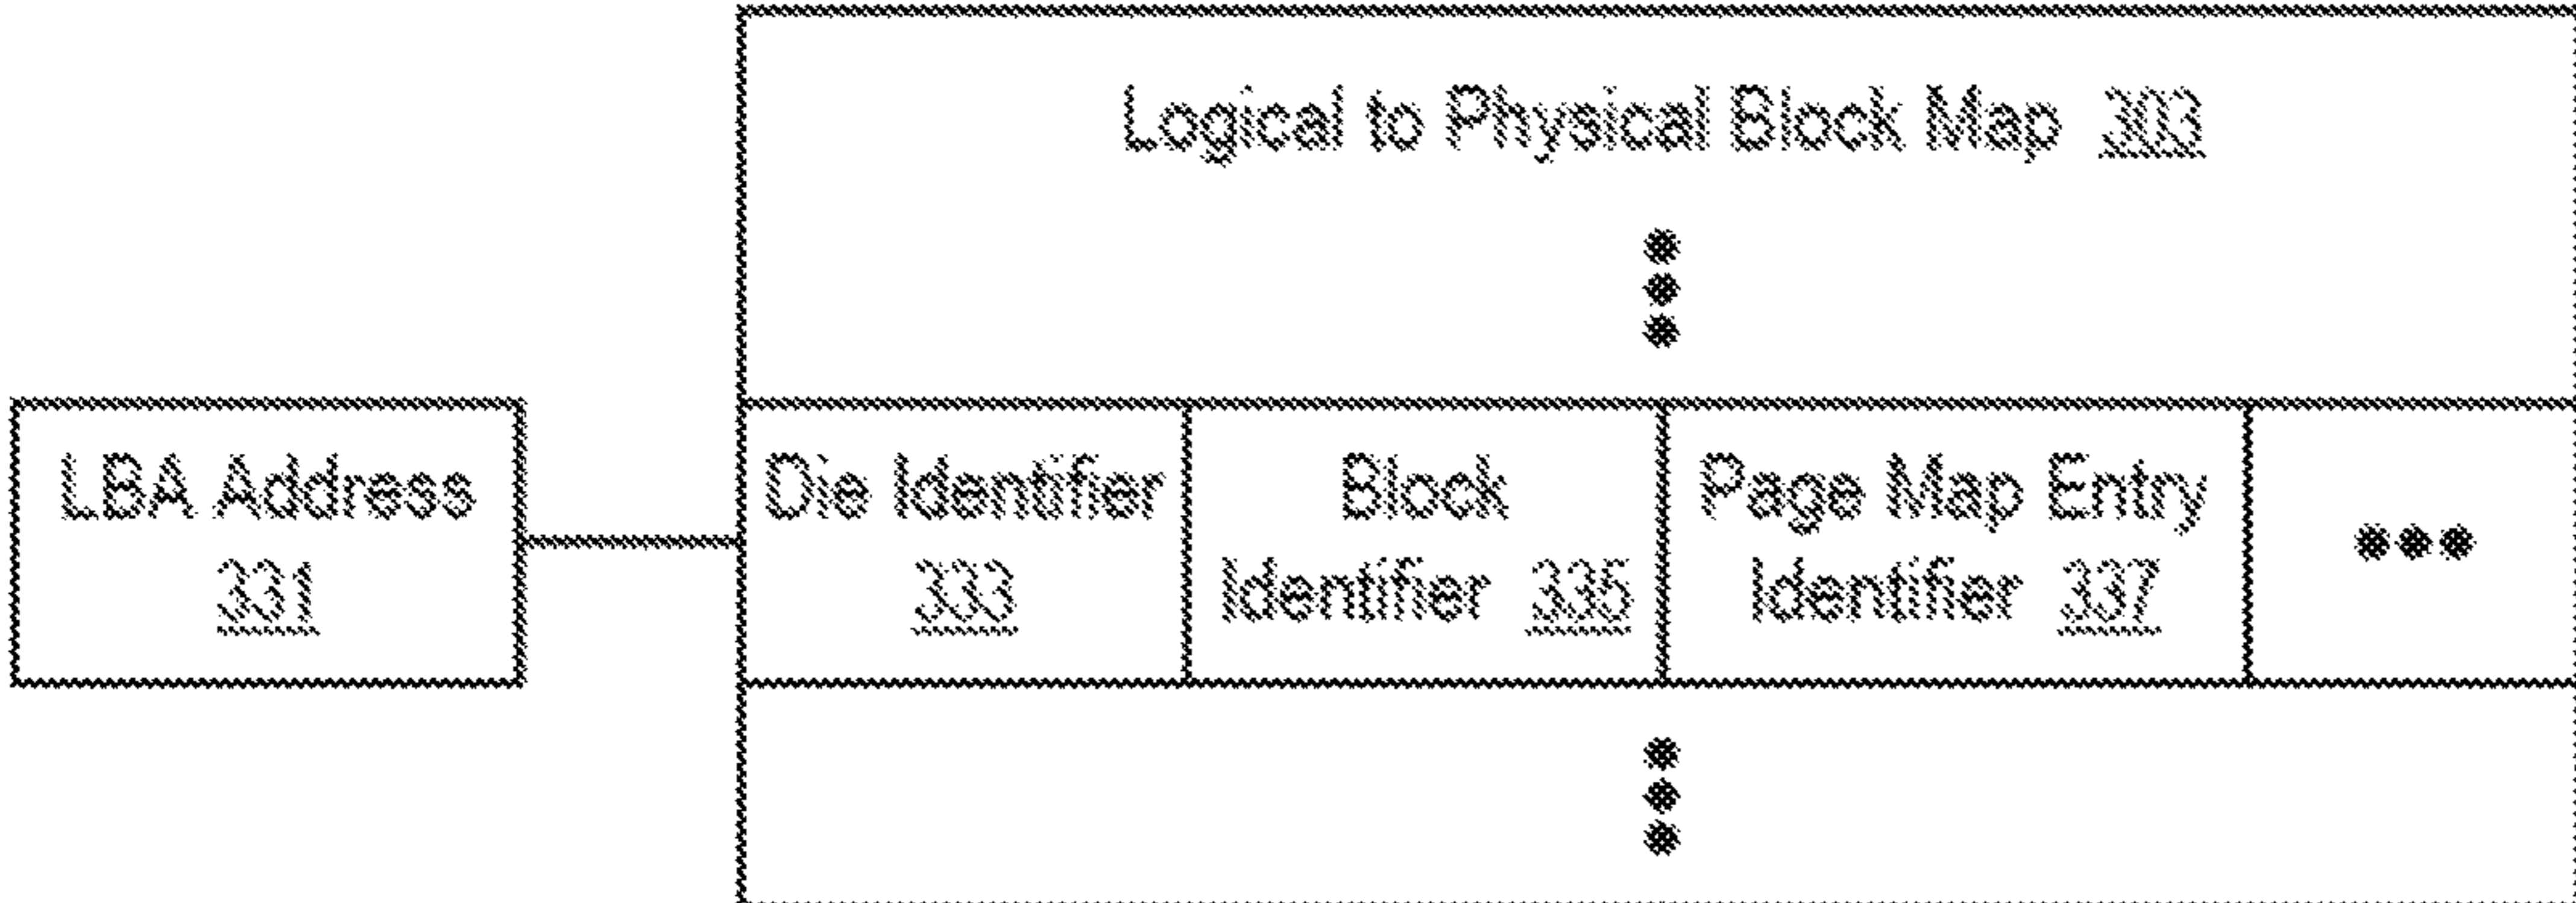 Logical to Physical Block Map 303
LBA Address
331
Die Identifier
333
Block
Identifier 335
Page Map Entry
Identifier 337